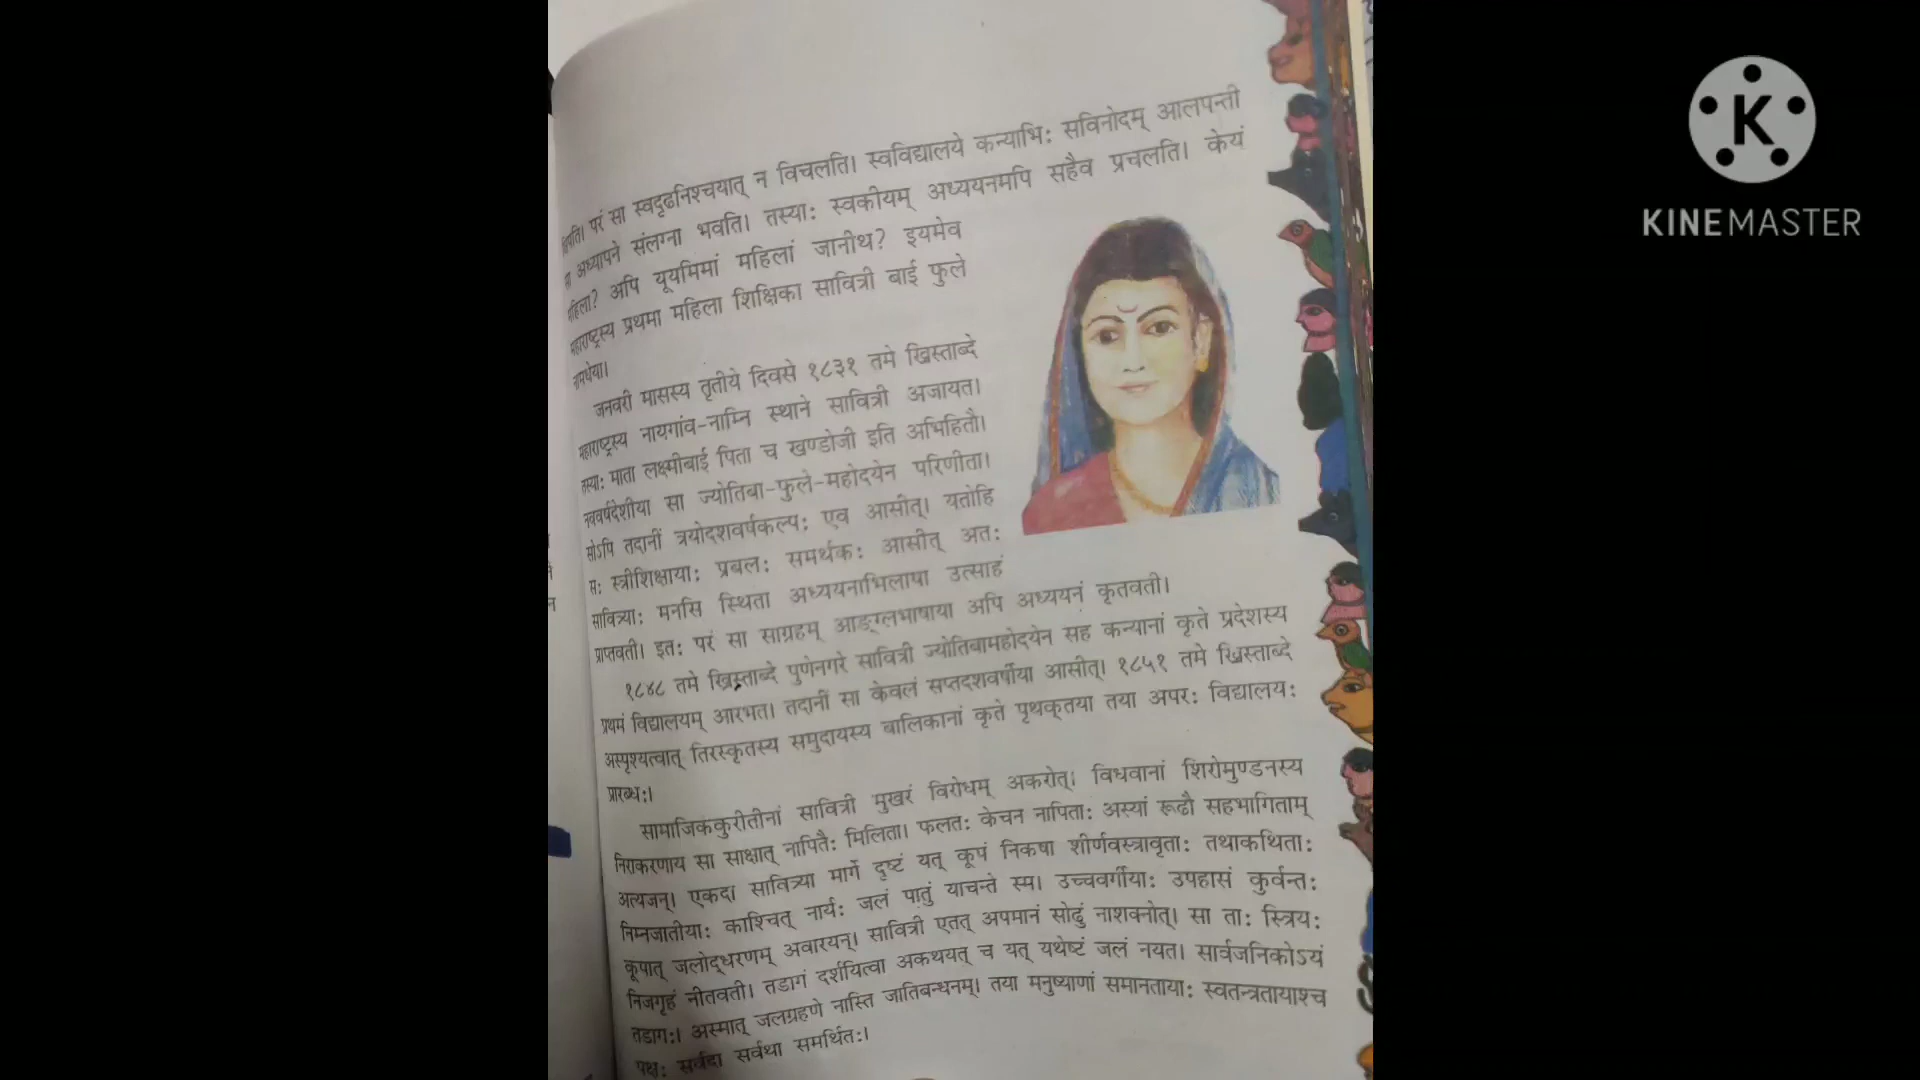 क्षिपति। परं सा स्वदृढनिश्चयात् न विचलति। स्वविद्यालये कन्याभिः सविनोदम् आलपन्ती
सा अध्यापने संलग्ना भवति। तस्याः स्वकीयम् अध्ययनमपि सहैव प्रचलति। केयं
महिला? अपि यूयमिमां महिलां जानीथ? इयमेव
महाराष्ट्रस्य प्रथमा महिला शिक्षिका सावित्री बाई फुले
नामधेया।
जनवरी मासस्य तृतीये दिवसे १८३१ तमे ख्रिस्ताब्दे
महाराष्ट्रस्य नायगांव-नाम्नि स्थाने सावित्री अजायत।
तस्याः माता लक्ष्मीबाई पिता च खण्डोजी इति अभिहितौ।
नववर्षदेशीया सा ज्योतिबा-फुले-महोदयेन परिणीता।
सोऽपि तदानीं त्रयोदशवर्षकल्पः एव आसीत्। यतोहि
सः स्त्रीशिक्षायाः प्रबलः समर्थकः आसीत् अतः
सावित्र्याः मनसि स्थिता अध्ययनाभिलाषा उत्साहं
प्राप्तवती। इतः परं सा साग्रहम् आङ्ग्लभाषाया अपि अध्ययनं कृतवती।
१८४८ तमे ख्रिस्ताब्दे पुणेनगरे सावित्री ज्योतिबामहोदयेन सह कन्यानां कृते प्रदेशस्य
प्रथमं विद्यालयम् आरभत। तदानीं सा केवलं सप्तदशवर्षीया आसीत्। १८५१ तमे ख्रिस्ताब्दे
अस्पृश्यत्वात् तिरस्कृतस्य समुदायस्य बालिकानां कृते पृथक्तया तया अपरः विद्यालयः
प्रारब्धः।
सामाजिककुरीतीनां सावित्री मुखरं विरोधम् अकरोत्। विधवानां शिरोमुण्डनस्य
निराकरणाय सा साक्षात् नापितैः मिलिता। फलतः केचन नापिताः अस्यां रूढौ सहभागिताम्
अत्यजन्। एकदा सावित्र्या मार्गे दृष्टं यत् कूपं निकषा शीर्णवस्त्रावृताः तथाकथिताः
निम्नजातीयाः काश्चित् नार्यः जलं पातुं याचन्ते स्म। उच्चवर्गीयाः उपहासं कुर्वन्तः
कूपात् जलोद्धरणम् अवारयन्। सावित्री एतत् अपमानं सोढुं नाशक्नोत्। सा ताः स्त्रियः
निजगृहं नीतवती। तडागं दर्शयित्वा अकथयत् च यत् यथेष्टं जलं नयत। सार्वजनिकोऽयं
तडागः। अस्मात् जलग्रहणे नास्ति जातिबन्धनम्। तया मनुष्याणां समानतायाः स्वतन्त्रतायाश्च
पक्षः सर्वदा सर्वथा समर्थितः।
K
KINEMASTER